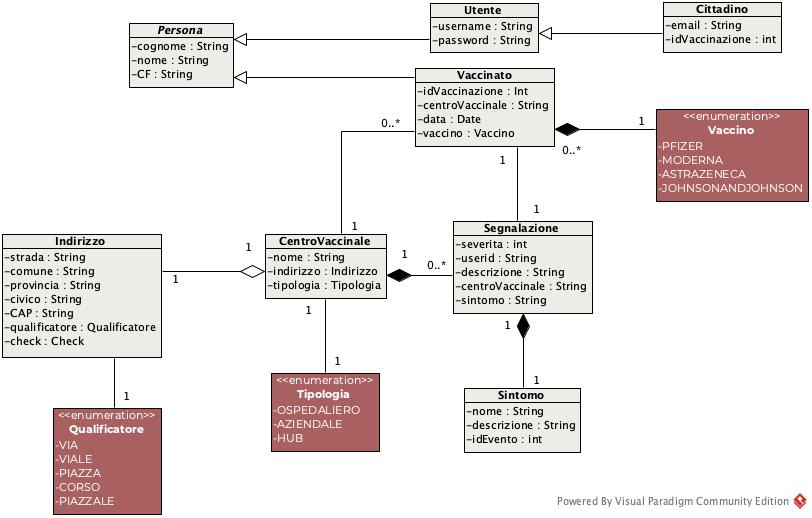 Persona
-cognome : String
-nome : String
-CF : String
Utente
-username : String
-password : String
Cittadino
-email : String
-idVaccinazione : int
Vaccinato
-idVaccinazione : Int
-centroVaccinale : String
-data : Date
-vaccino : Vaccino
0..*
1
0..*
1
<<enumeration>>
Vaccino
-PFIZER
-MODERNA
-ASTRAZENECA
-JOHNSONANDJOHNSON
1
1
Indirizzo
-strada : String
-comune : String
-provincia : String
-civico : String
-CAP : String
-qualificatore : Qualificatore
-check : Check
1
1
CentroVaccinale
-nome : String
-indirizzo : Indirizzo
-tipologia : Tipologia
1
0..*
Segnalazione
-severita : int
-userid : String
-descrizione : String
-centroVaccinale : String
-sintomo : String
1
1
1
1
1
<<enumeration>>
Qualificatore
-VIA
-VIALE
-PIAZZA
-CORSO
-PIAZZALE
<<enumeration>>
Tipologia
-OSPEDALIERO
-AZIENDALE
-HUB
Sintomo
-nome : String
-descrizione : String
-idEvento : int
Powered By Visual Paradigm Community Edition